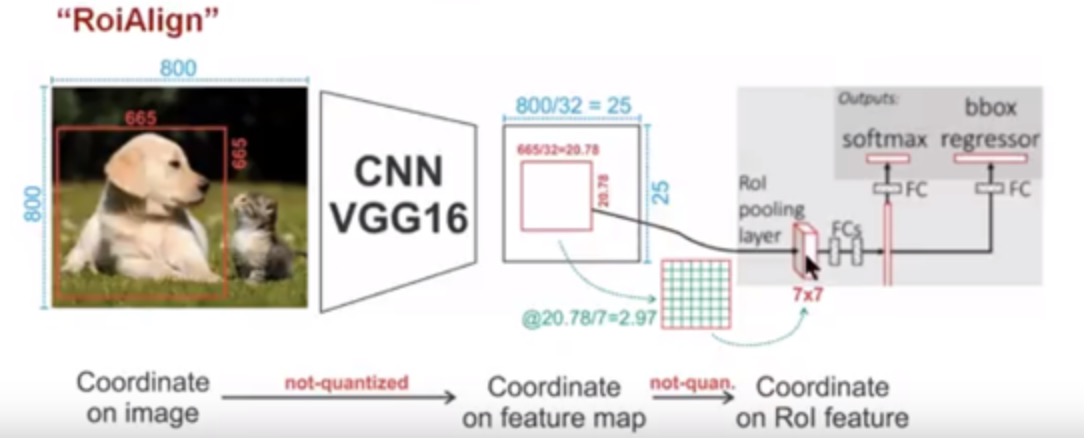 “RoiAlign”
800
665
665
800
CNN
VGG16
800/32 = 25
665/32=20.78
20.78
25
@20.78/7=2.97
Outputs:
softmax
bbox
regressor
FC
FC
RoI
pooling
layer
FCs
7x7
Coordinate
on image
not-quantized
Coordinate
on feature map
not-quan.
Coordinate
on RoI feature